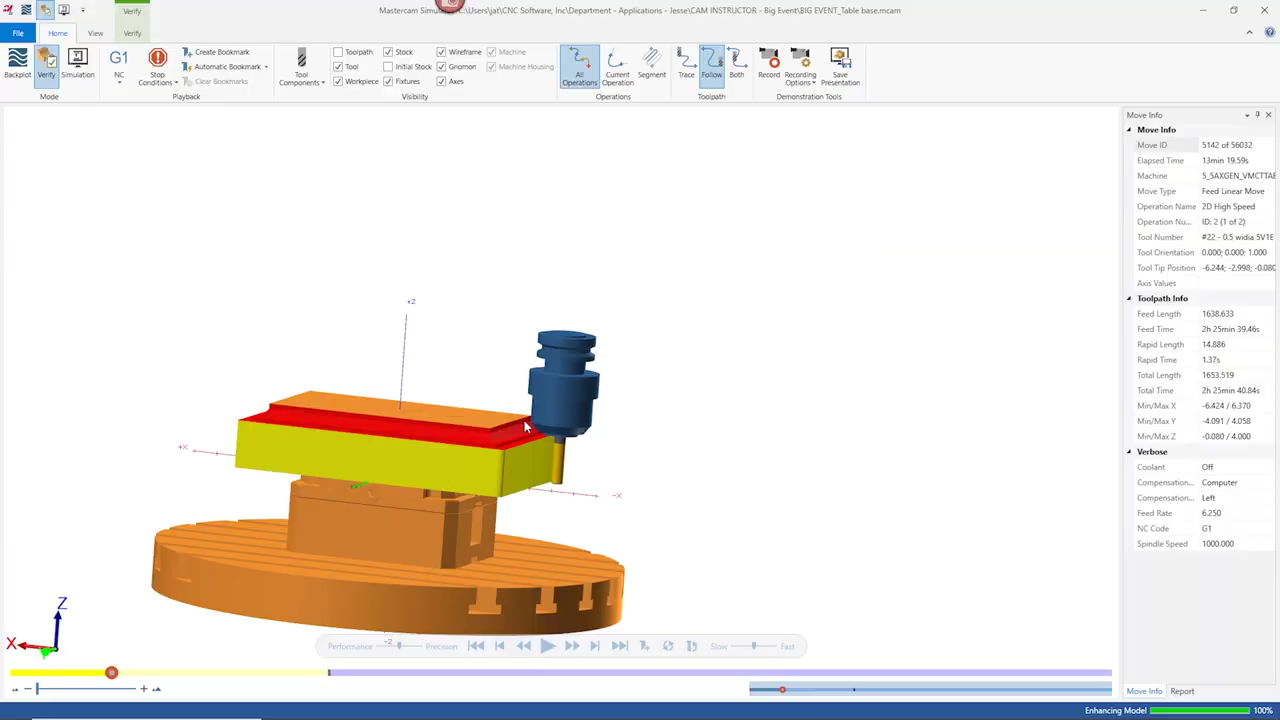 Verify
Mastercam Simu
C:\Users\jat\CNC Software, Inc\Department - Applications - Jesse\CAM INSTRUCTOR - Big Event\BIG EVENT_Table base.mcam
File
Home
View
Verify
Backplot
Verify
Simulation
Mode
G1
NC
Stop
Conditions
Create Bookmark
Automatic Bookmark
Clear Bookmarks
Playback
Tool
Components
Toolpath
Tool
Workpiece
Stock
Initial Stock
Fixtures
Wireframe
Gnomon
Axes
Machine
Machine Housing
Visibility
All
Operations
Current
Operation
Segment
Operations
Trace
Follow
Both
Toolpath
Record
Recording
Options
Save
Presentation
Demonstration Tools
Move Info
Move Info
Move ID 5142 of 56032
Elapsed Time 13min 19.59s
Machine 5_5AXGEN_VMCTTAB
Move Type Feed Linear Move
Operation Name 2D High Speed
Operation Nu... ID: 2 (1 of 2)
Tool Number #22 - 0.5 widia 5V1E
Tool Orientation 0.000; 0.000; 1.000
Tool Tip Position -6.244; -2.998; -0.080
Axis Values
Toolpath Info
Feed Length 1638.633
Feed Time 2h 25min 39.46s
Rapid Length 14.886
Rapid Time 1.37s
Total Length 1653.519
Total Time 2h 25min 40.84s
Min/Max X -6.424 / 6.370
Min/Max Y -4.091 / 4.058
Min/Max Z -0.080 / 4.000
Verbose
Coolant Off
Compensation... Computer
Compensation... Left
Feed Rate 6.250
NC Code G1
Spindle Speed 1000.000
+Z
+X
-X
-Z
Z
X
Performance
Precision
Slow
Fast
Move Info
Report
Enhancing Model 100%